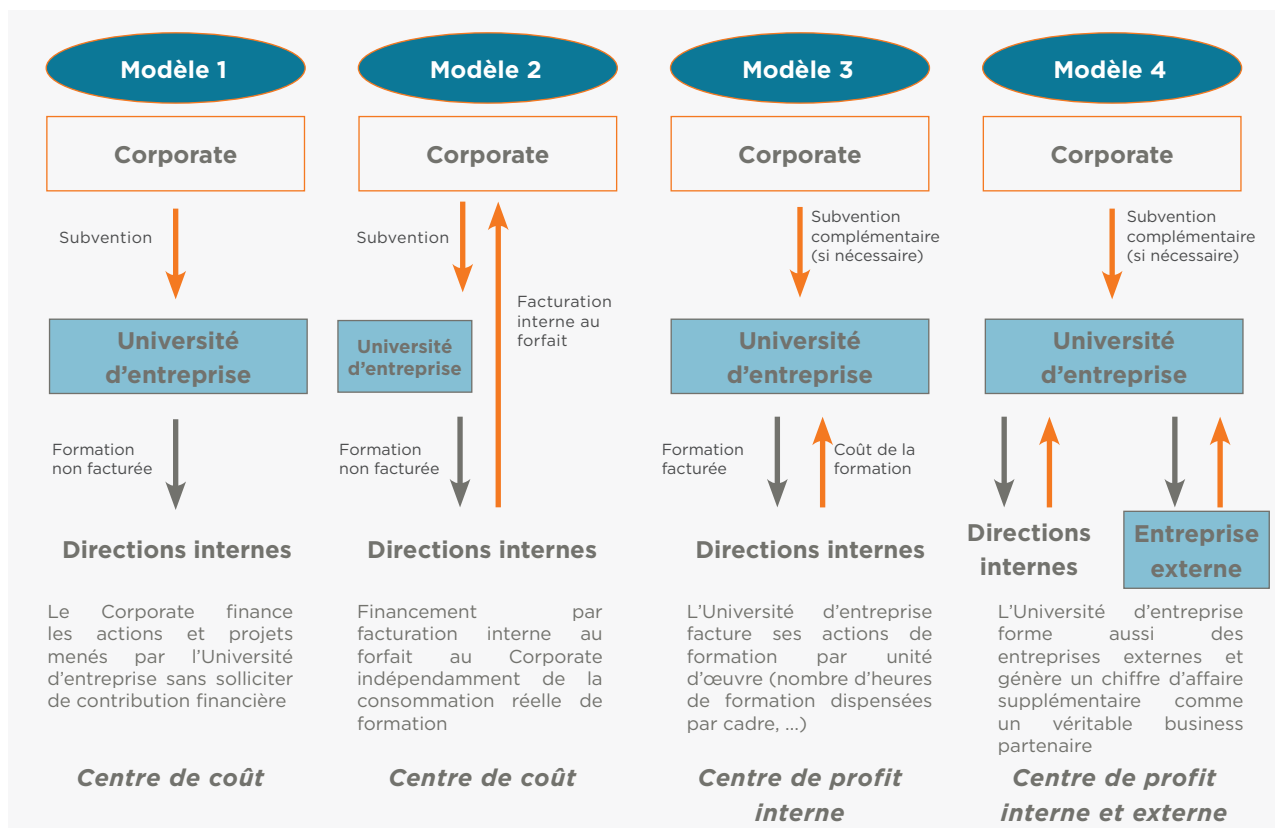 Modèle 1
Corporate
Subvention
Université
d'entreprise
Formation
non facturée
Directions internes
Le Corporate finance
les actions et projets
menés par l'Université
d'entreprise sans solliciter
de contribution financière
Centre de coût
Modèle 2
Corporate
Subvention
Facturation
interne au
forfait
Université
d'entreprise
Formation
non facturée
Directions internes
Financement par
facturation interne au
forfait au Corporate
indépendamment de la
consommation réelle de
formation
Centre de coût
Modèle 3
Corporate
Subvention
complémentaire
(si nécessaire)
Université
d'entreprise
Formation
facturée
Coût de la
formation
Directions internes
L'Université d'entreprise
facture ses actions de
formation par unité
d'œuvre (nombre d'heures
de formation dispensées
par cadre, ...)
Centre de profit
interne
Modèle 4
Corporate
Subvention
complémentaire
(si nécessaire)
Université
d'entreprise
Directions
internes
Entreprise
externe
L'Université d'entreprise
forme aussi des
entreprises externes et
génère un chiffre d'affaire
supplémentaire comme
un véritable business
partenaire
Centre de profit
interne et externe